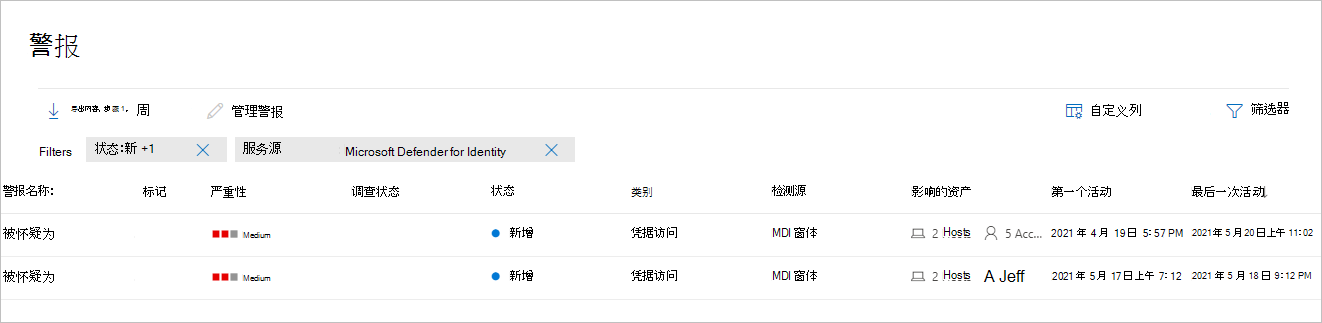 警报
导出内容, 步骤 1, 周 管理警报 自定义列 筛选器
Filters 状态:新 +1 服务源 Microsoft Defender for Identity
警报名称: 标记 严重性 调查状态 状态 类别 检测源 影响的资产 第一个活动 最后一次活动
被怀疑为 Medium 新增 凭据访问 MDI 窗体 2 Hosts 5 Acc... 2021 年 4 月 19日 5:57 PM 2021 年 5 月 20日上午 11:02
被怀疑为 Medium 新增 凭据访问 MDI 窗体 2 Hosts A Jeff 2021 年 5月 17日上午 7:12 2021 年 5 月 18日 9:12 PM